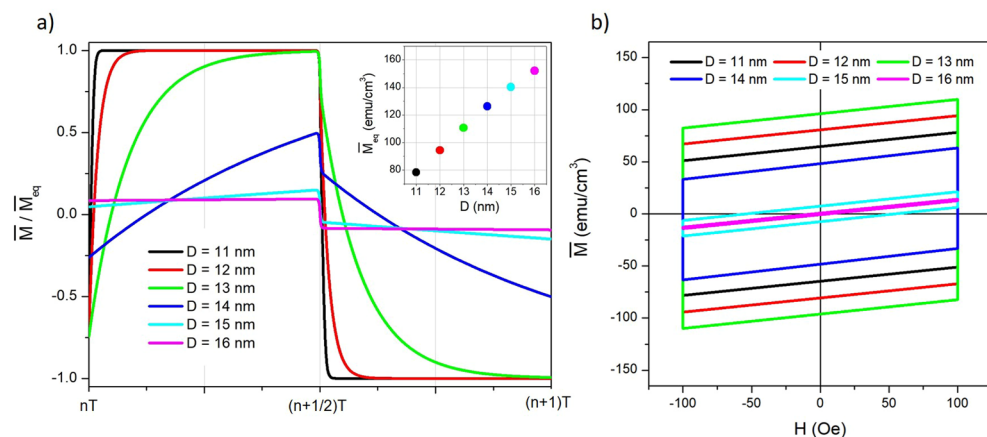 a)
M̅ / M̅eq
1.0
0.5
0.0
-0.5
-1.0
nT
(n+1/2)T
(n+1)T
D = 11 nm
D = 12 nm
D = 13 nm
D = 14 nm
D = 15 nm
D = 16 nm
M̅eq (emu/cm³)
160
140
120
100
80
11 12 13 14 15 16
D (nm)
b)
M̅ (emu/cm³)
150
100
50
0
-50
-100
-150
D = 11 nm D = 12 nm D = 13 nm
D = 14 nm D = 15 nm D = 16 nm
-100 -50 0 50 100
H (Oe)